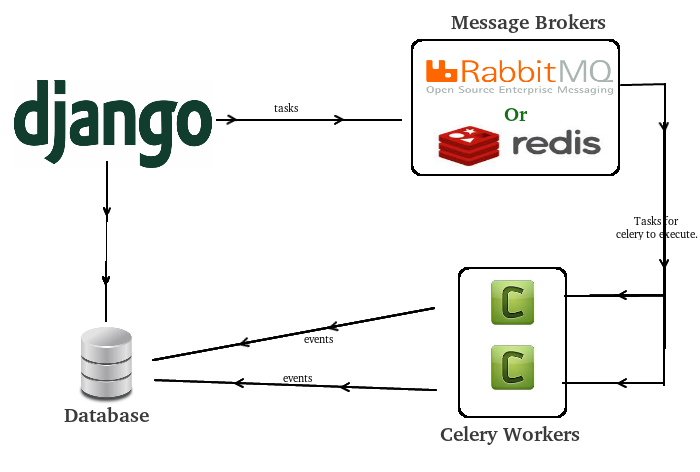 Message Brokers
RabbitMQ
Open Source Enterprise Messaging
django
tasks
Or
redis
Tasks for
celery to execute.
C
events
C
events
Database
Celery Workers